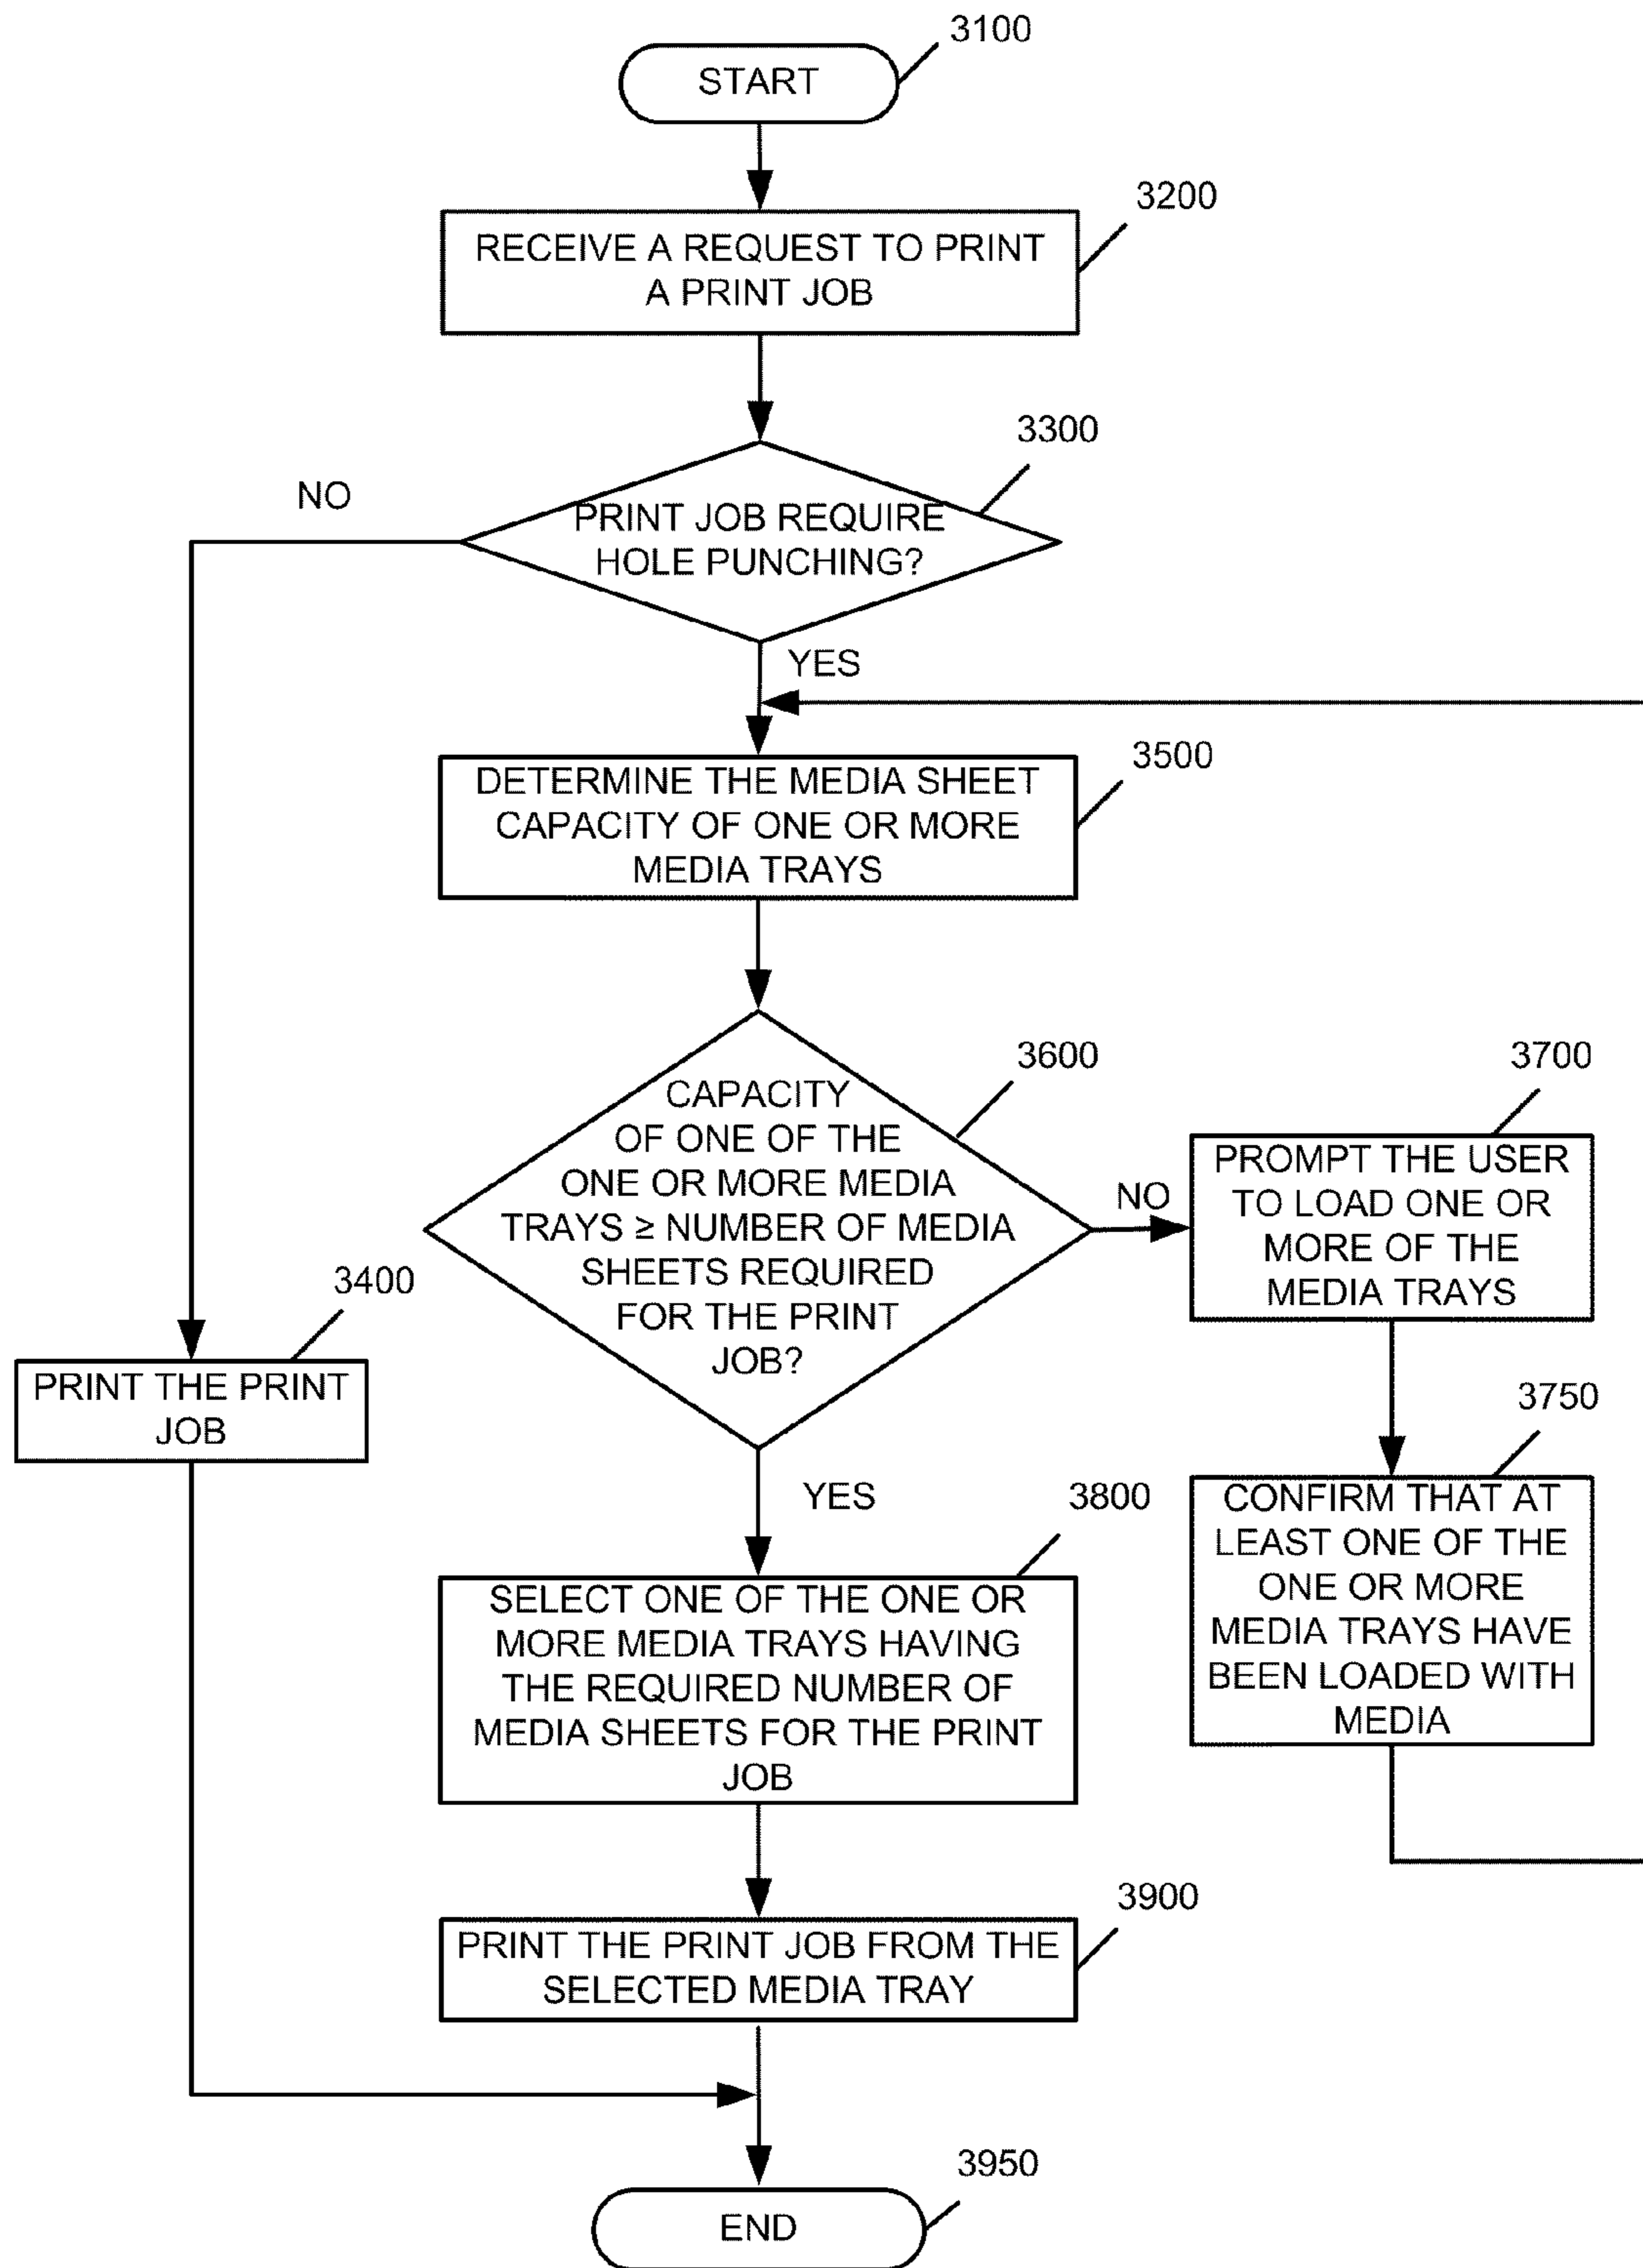 3100
START
3200
RECEIVE A REQUEST TO PRINT
A PRINT JOB
3300
NO
PRINT JOB REQUIRE
HOLE PUNCHING?
YES
3500
DETERMINE THE MEDIA SHEET
CAPACITY OF ONE OR MORE
MEDIA TRAYS
3600
CAPACITY
OF ONE OF THE
ONE OR MORE MEDIA
TRAYS ≥ NUMBER OF MEDIA
SHEETS REQUIRED
FOR THE PRINT
JOB?
NO
3700
PROMPT THE USER
TO LOAD ONE OR
MORE OF THE
MEDIA TRAYS
3400
PRINT THE PRINT
JOB
3750
CONFIRM THAT AT
LEAST ONE OF THE
ONE OR MORE
MEDIA TRAYS HAVE
BEEN LOADED WITH
MEDIA
YES
3800
SELECT ONE OF THE ONE OR
MORE MEDIA TRAYS HAVING
THE REQUIRED NUMBER OF
MEDIA SHEETS FOR THE PRINT
JOB
3900
PRINT THE PRINT JOB FROM THE
SELECTED MEDIA TRAY
3950
END